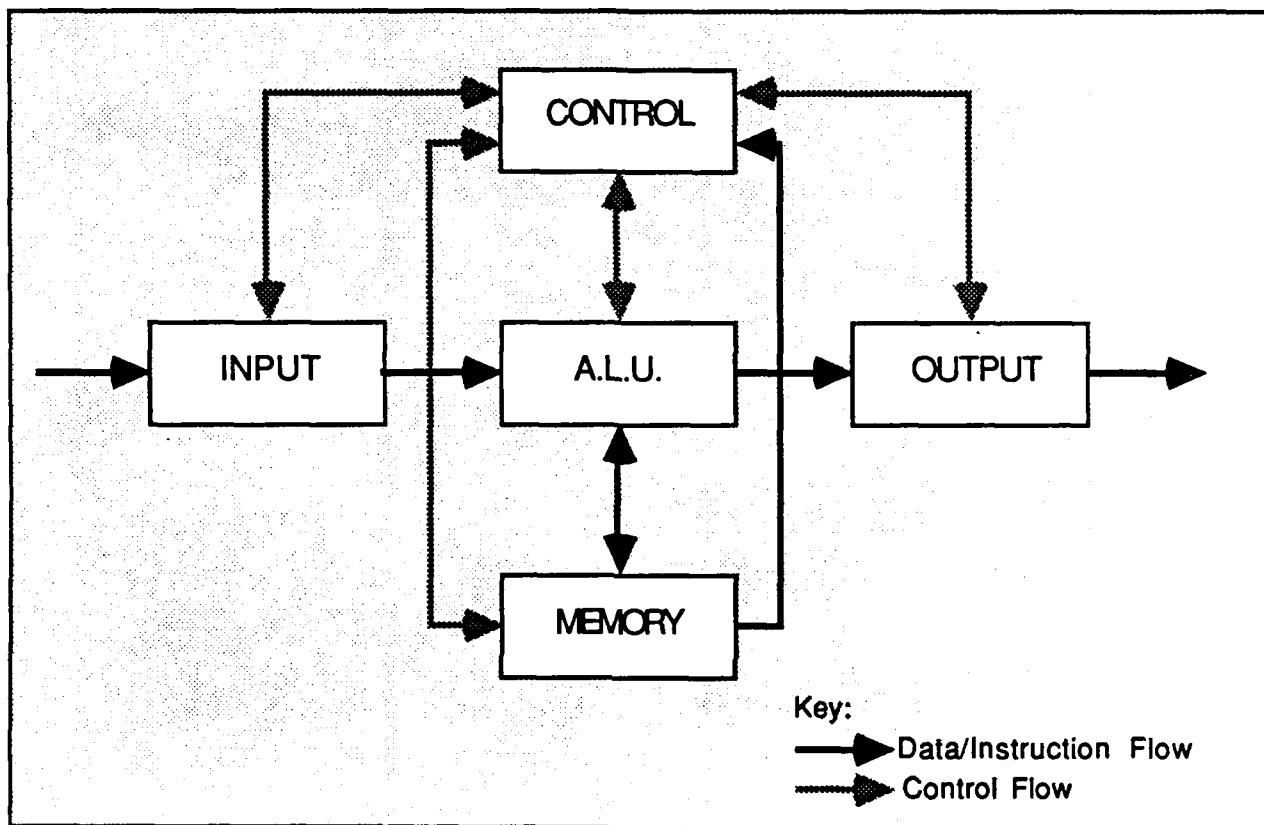 CONTROL
INPUT
A.L.U.
OUTPUT
MEMORY
Key:
Data/Instruction Flow
Control Flow